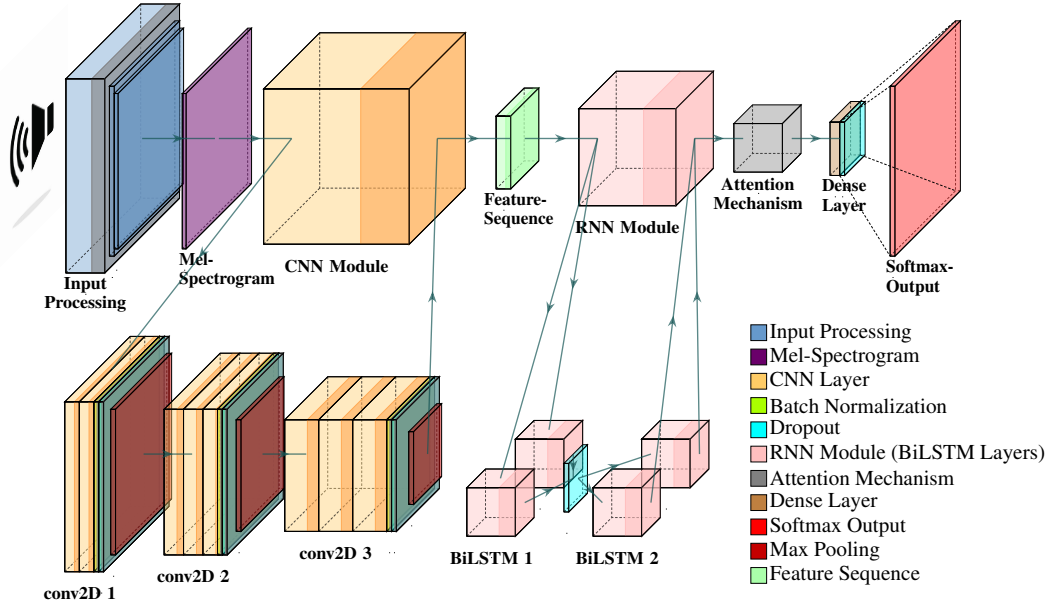 Input
Processing
Mel-
Spectrogram
CNN Module
Feature-
Sequence
RNN Module
Attention
Mechanism
Dense
Layer
Softmax-
Output
conv2D 1
conv2D 2
conv2D 3
BiLSTM 1
BiLSTM 2
Input Processing
Mel-Spectrogram
CNN Layer
Batch Normalization
Dropout
RNN Module (BiLSTM Layers)
Attention Mechanism
Dense Layer
Softmax Output
Max Pooling
Feature Sequence